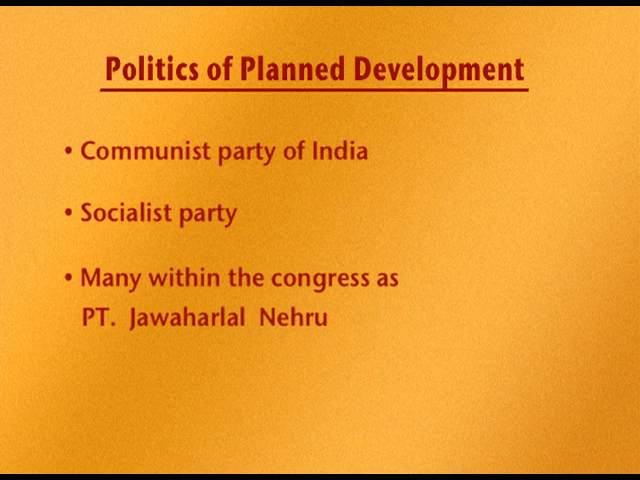 Politics of Planned Development
• Communist party of India
• Socialist party
• Many within the congress as
PT. Jawaharlal Nehru